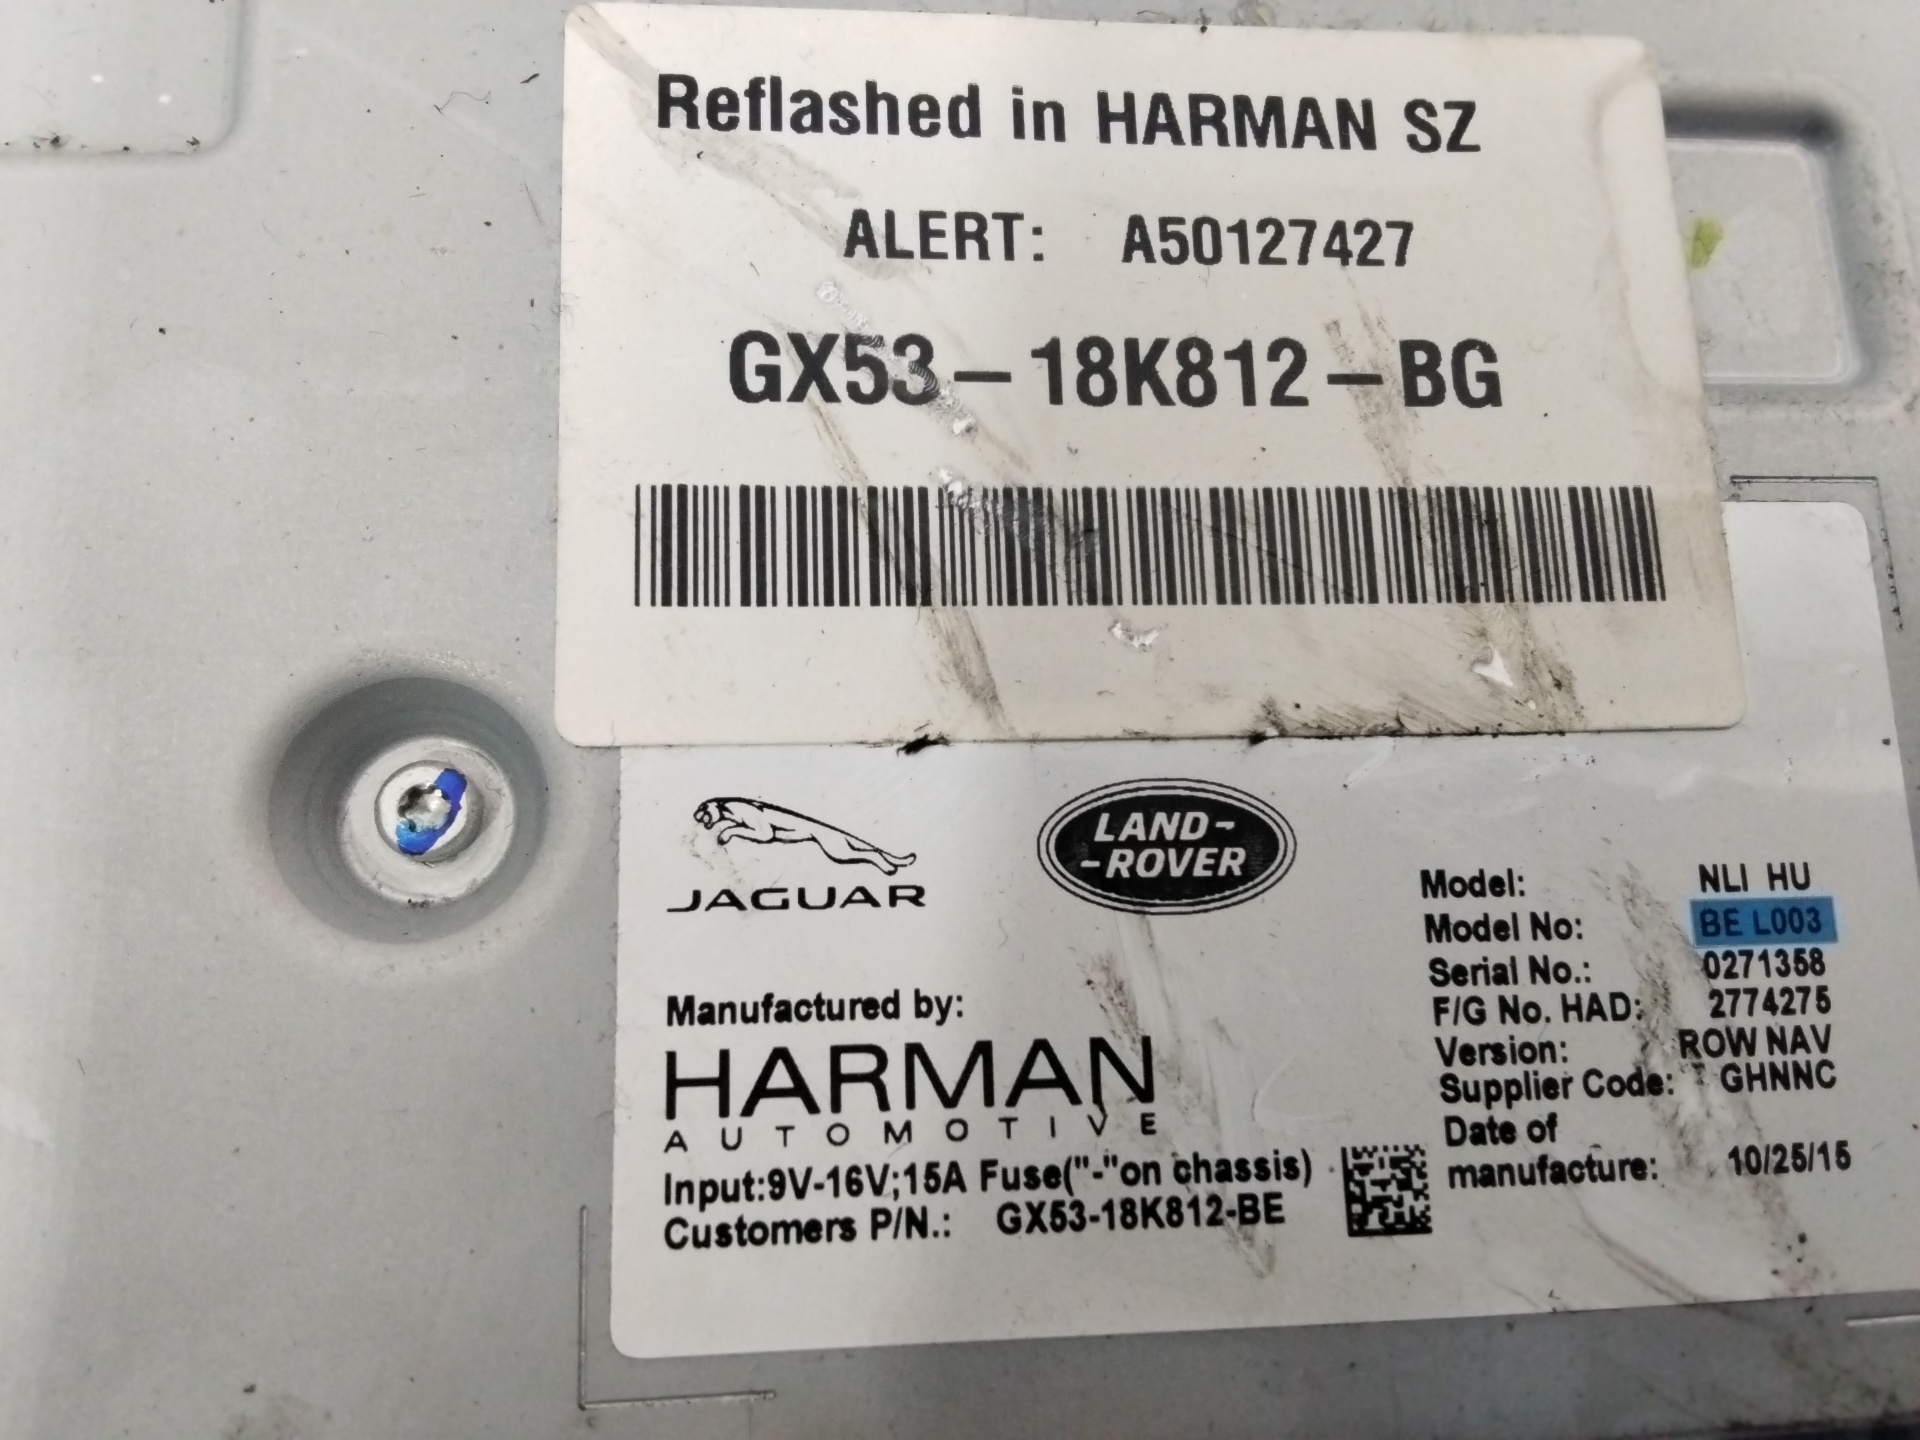 Reflashed in HARMAN SZ
ALERT: A50127427
GX53-18K812-BG
JAGUAR
LAND-
-ROVER
Manufactured by:
HARMAN
AUTOMOTIVE
Input:9V-16V;15A Fuse("-"on chassis)
Customers P/N.: GX53-18K812-BE
Model: NLI HU
Model No: BE L003
Serial No.: 0271358
F/G No. HAD: 2774275
Version: ROW NAV
Supplier Code: GHNNC
Date of
manufacture: 10/25/15